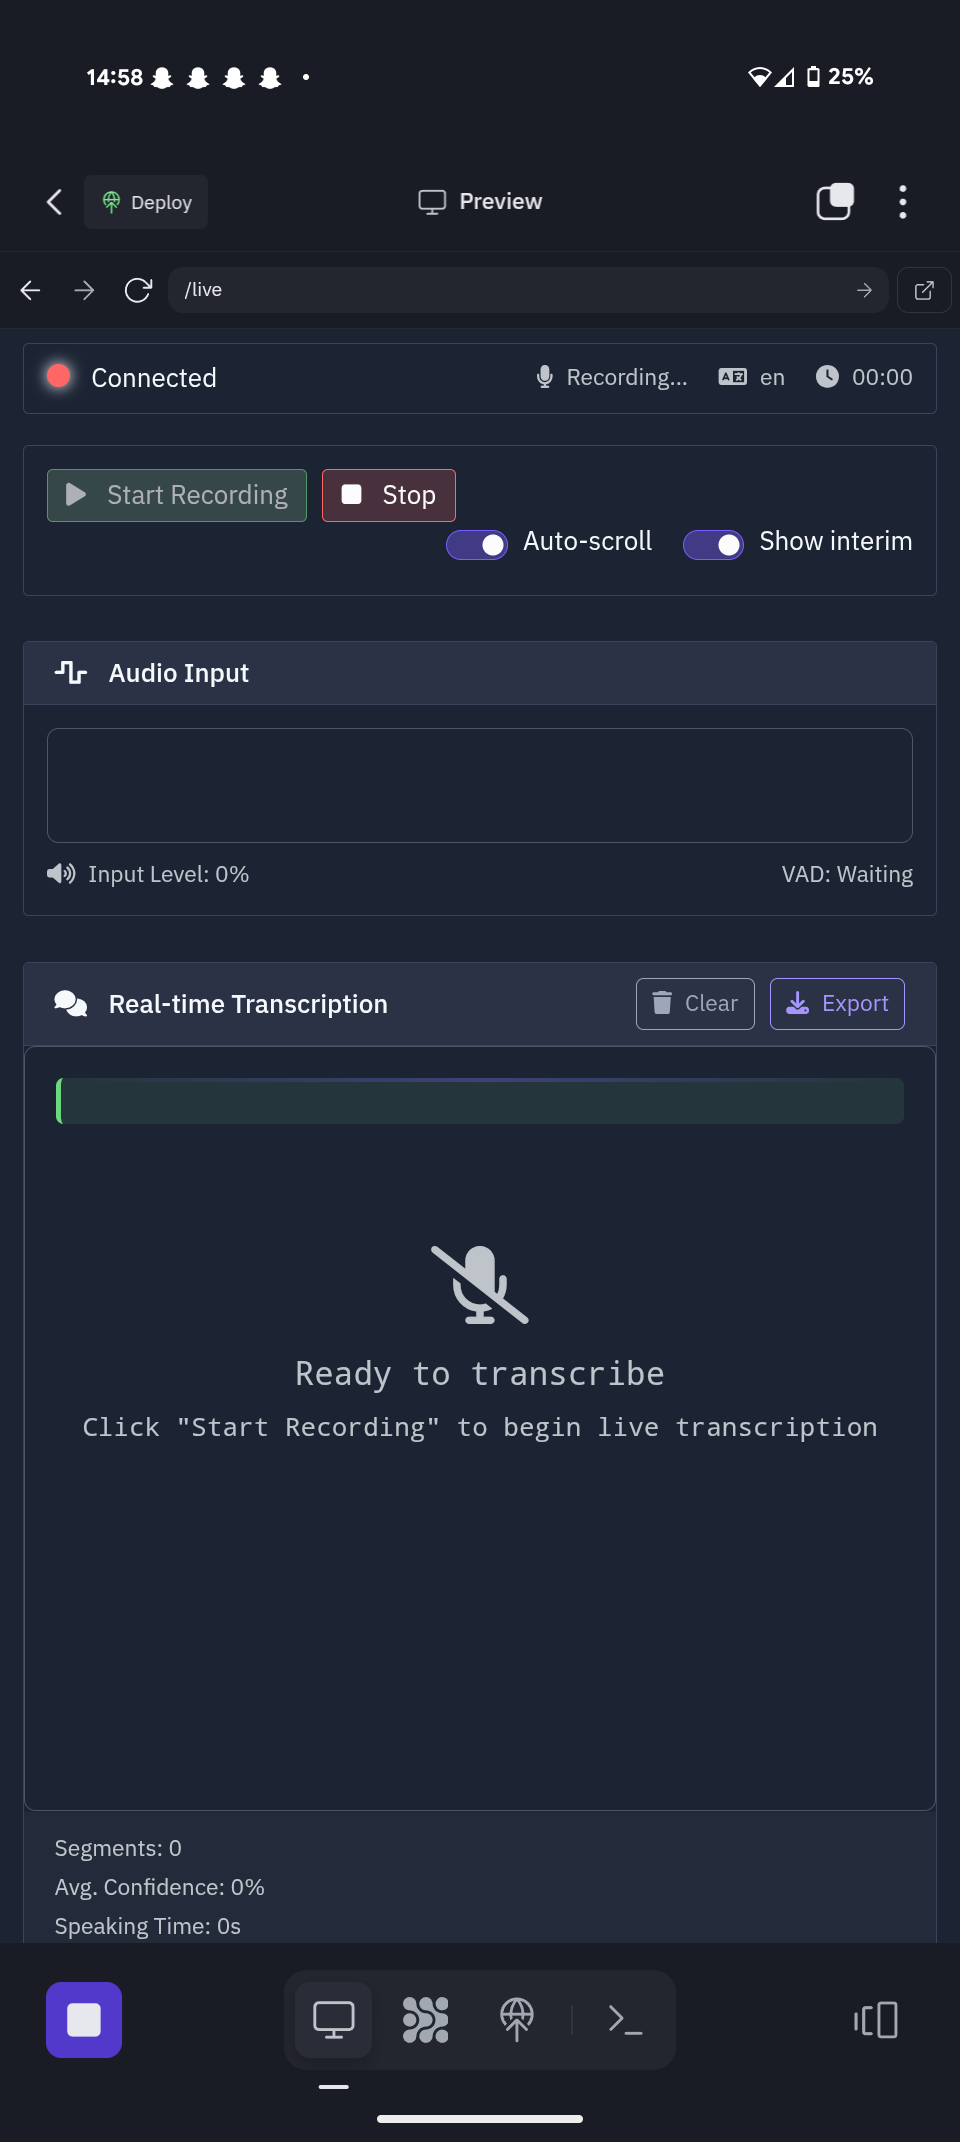 14:58
25%
Deploy
Preview
/live
Connected
Recording...
en
00:00
Start Recording
Stop
Auto-scroll
Show interim
Audio Input
Input Level: 0%
VAD: Waiting
Real-time Transcription
Clear
Export
Ready to transcribe
Click "Start Recording" to begin live transcription
Segments: 0
Avg. Confidence: 0%
Speaking Time: 0s